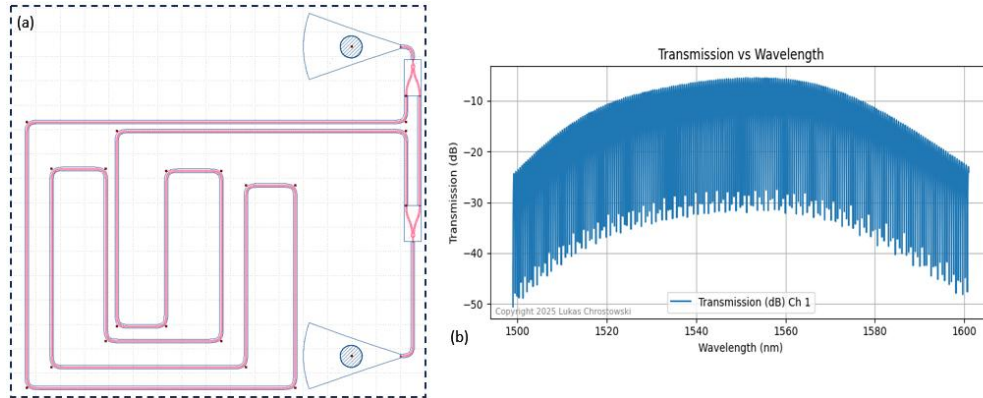 (a)
Transmission vs Wavelength
Transmission (dB)
−10
−20
−30
−40
−50
Transmission (dB) Ch 1
Copyright 2025 Lukas Chrostowski
1500
1520
1540
1560
1580
1600
Wavelength (nm)
(b)